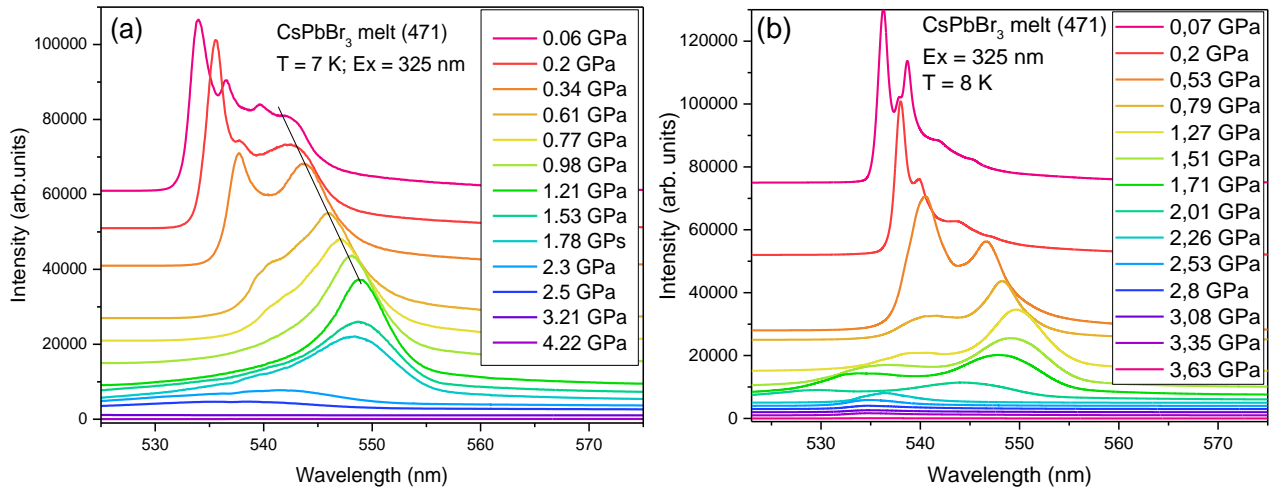 (a)
CsPbBr3 melt (471)
T = 7 K; Ex = 325 nm
0.06 GPa
0.2 GPa
0.34 GPa
0.61 GPa
0.77 GPa
0.98 GPa
1.21 GPa
1.53 GPa
1.78 GPs
2.3 GPa
2.5 GPa
3.21 GPa
4.22 GPa
Intensity (arb.units)
100000
80000
60000
40000
20000
0
530
540
550
560
570
Wavelength (nm)
(b)
CsPbBr3 melt (471)
Ex = 325 nm
T = 8 K
0,07 GPa
0,2 GPa
0,53 GPa
0,79 GPa
1,27 GPa
1,51 GPa
1,71 GPa
2,01 GPa
2,26 GPa
2,53 GPa
2,8 GPa
3,08 GPa
3,35 GPa
3,63 GPa
Intensity (arb. units)
120000
100000
80000
60000
40000
20000
0
530
540
550
560
570
Wavelength (nm)